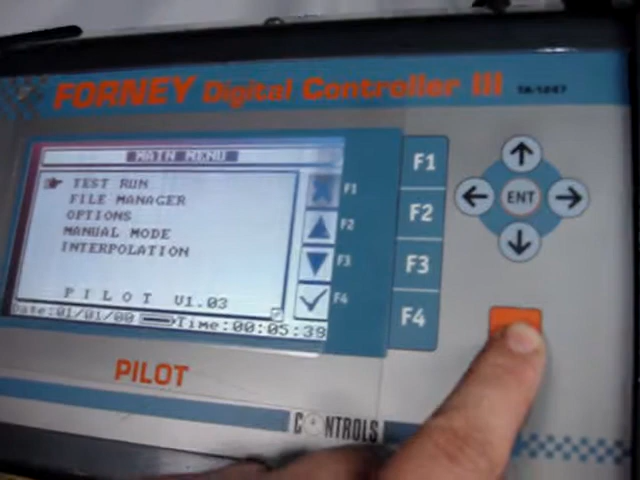 FORNEY Digital Controller III
MAIN MENU
TEST RUN
FILE MANAGER
OPTIONS
MANUAL MODE
INTERPOLATION
PILOT V1.03
Date:01/01/00 Time:00:05:39
F1
F2
F3
F4
F1
F2
F3
F4
ENT
PILOT
CONTROLS